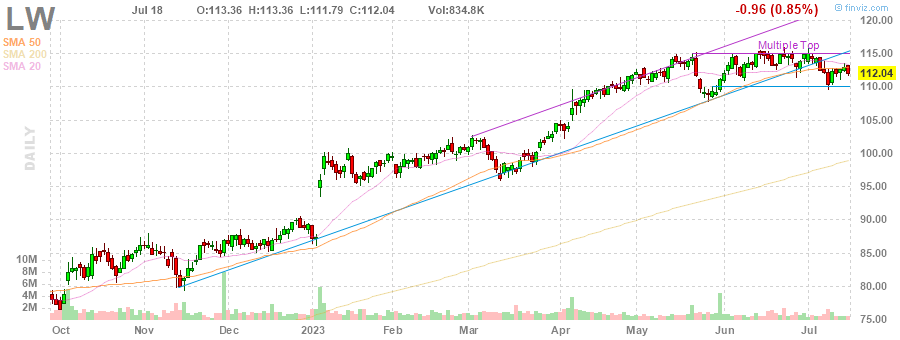 LW
Jul 18 O:113.36 H:113.36 L:111.79 C:112.04 Vol:834.8K -0.96 (0.85%)
© finviz.com
SMA 50
SMA 200
SMA 20
DAILY
Multiple Top
120.00
115.00
112.04
110.00
105.00
100.00
95.00
90.00
85.00
80.00
75.00
10M
8M
6M
4M
2M
Oct Nov Dec 2023 Feb Mar Apr May Jun Jul